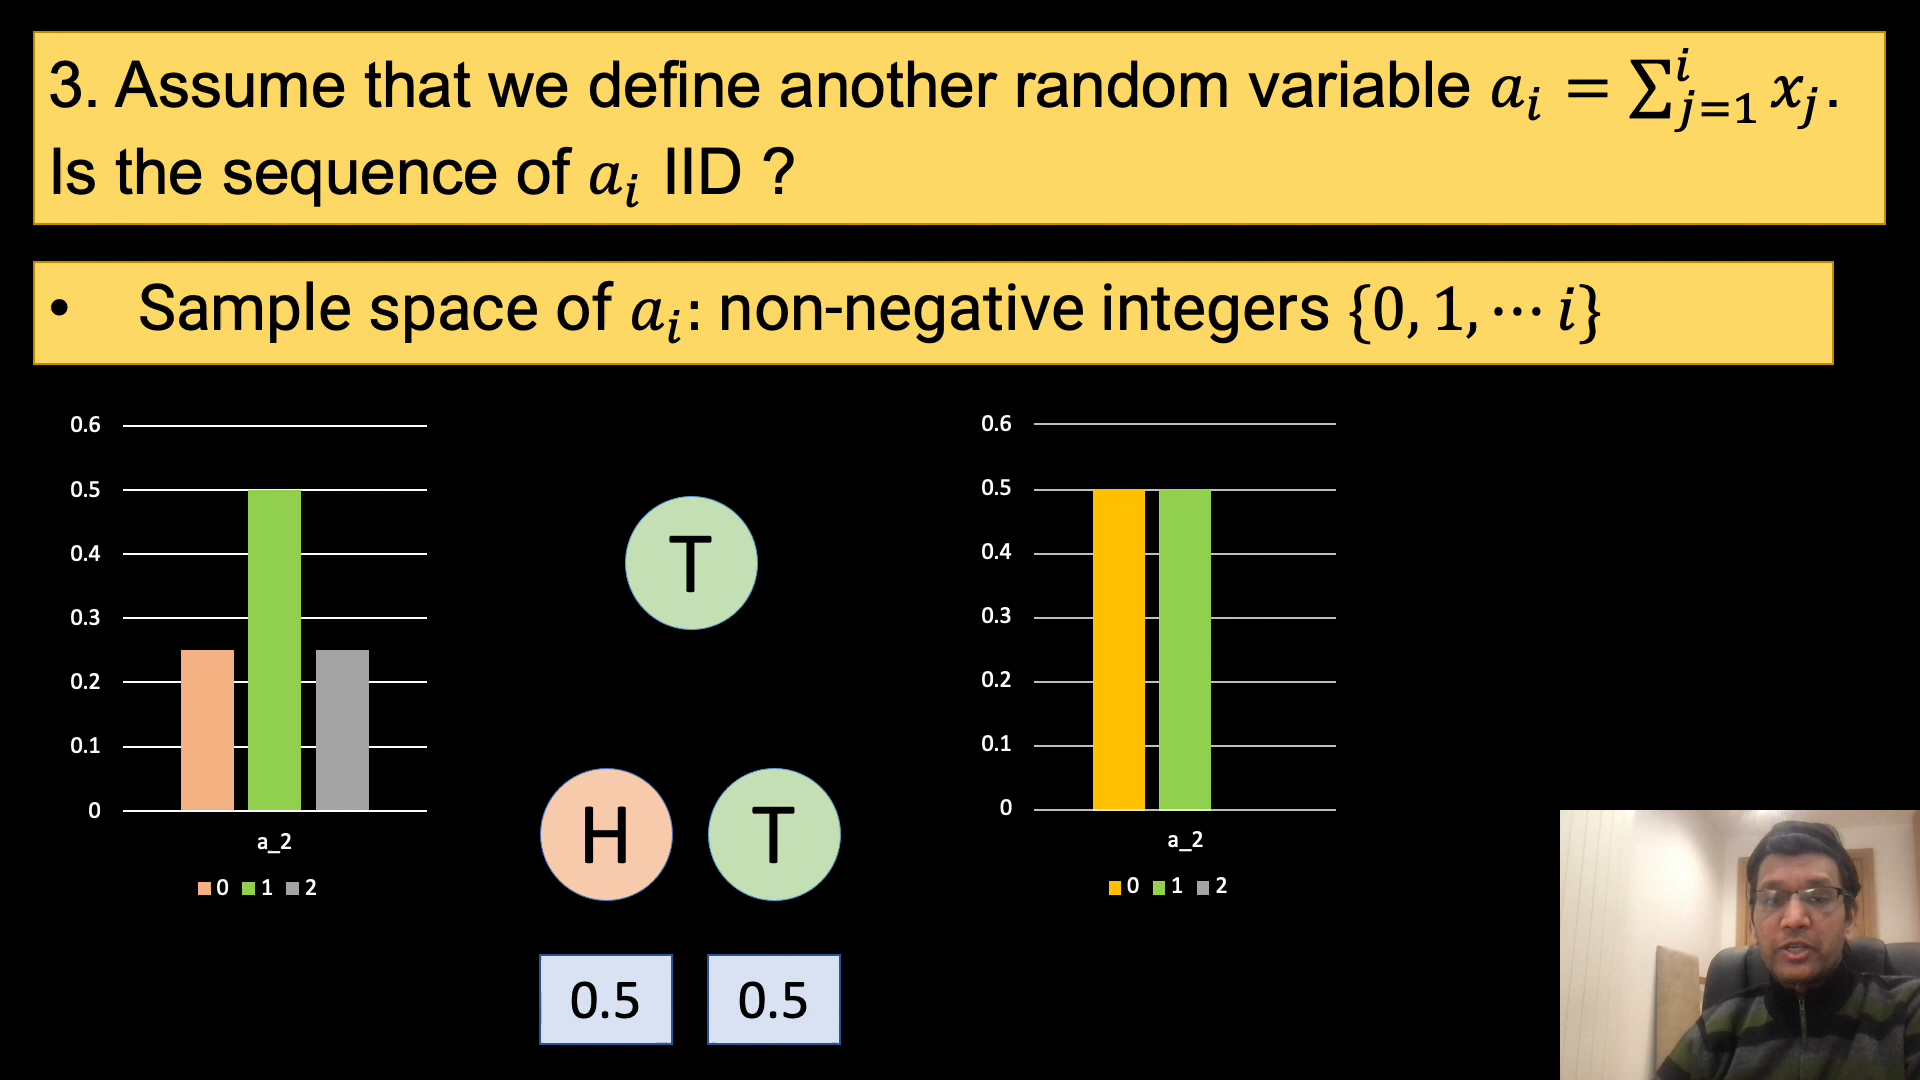 3. Assume that we define another random variable $a_i = \sum_{j=1}^{i} x_j$.
Is the sequence of $a_i$ IID ?
• Sample space of $a_i$: non-negative integers {0, 1, ⋯ i}
0.6
0.5
0.4
0.3
0.2
0.1
0
a_2
0 1 2
T
H T
0.5 0.5
0.6
0.5
0.4
0.3
0.2
0.1
0
a_2
0 1 2